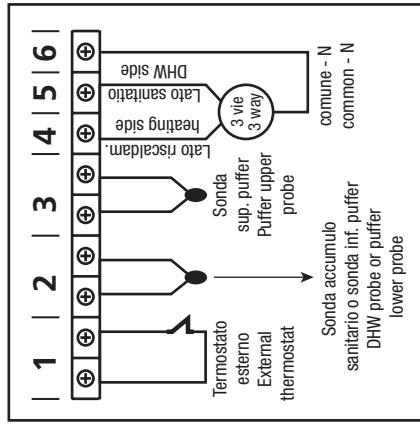 1 2 3 4 5 6
Termostato
esterno
External
thermostat
Sonda accumulo
sanitario o sonda inf. puffer
DHW probe or puffer
lower probe
Sonda
sup. puffer
Puffer upper
probe
Lato riscaldam.
heating side
Lato sanitatio
DHW side
3 vie
3 way
comune - N
common - N